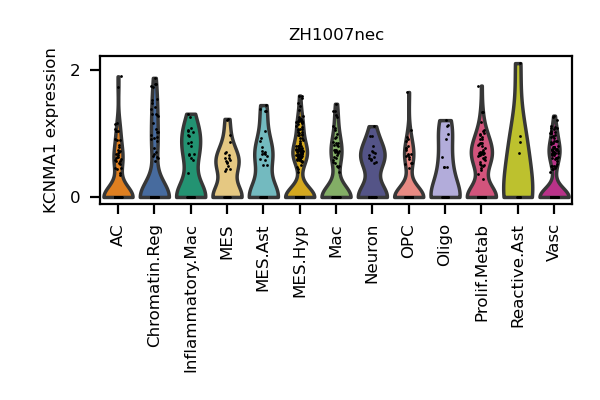 ZH1007nec
KCNMA1 expression
2
0
AC
Chromatin.Reg
Inflammatory.Mac
MES
MES.Ast
MES.Hyp
Mac
Neuron
OPC
Oligo
Prolif.Metab
Reactive.Ast
Vasc